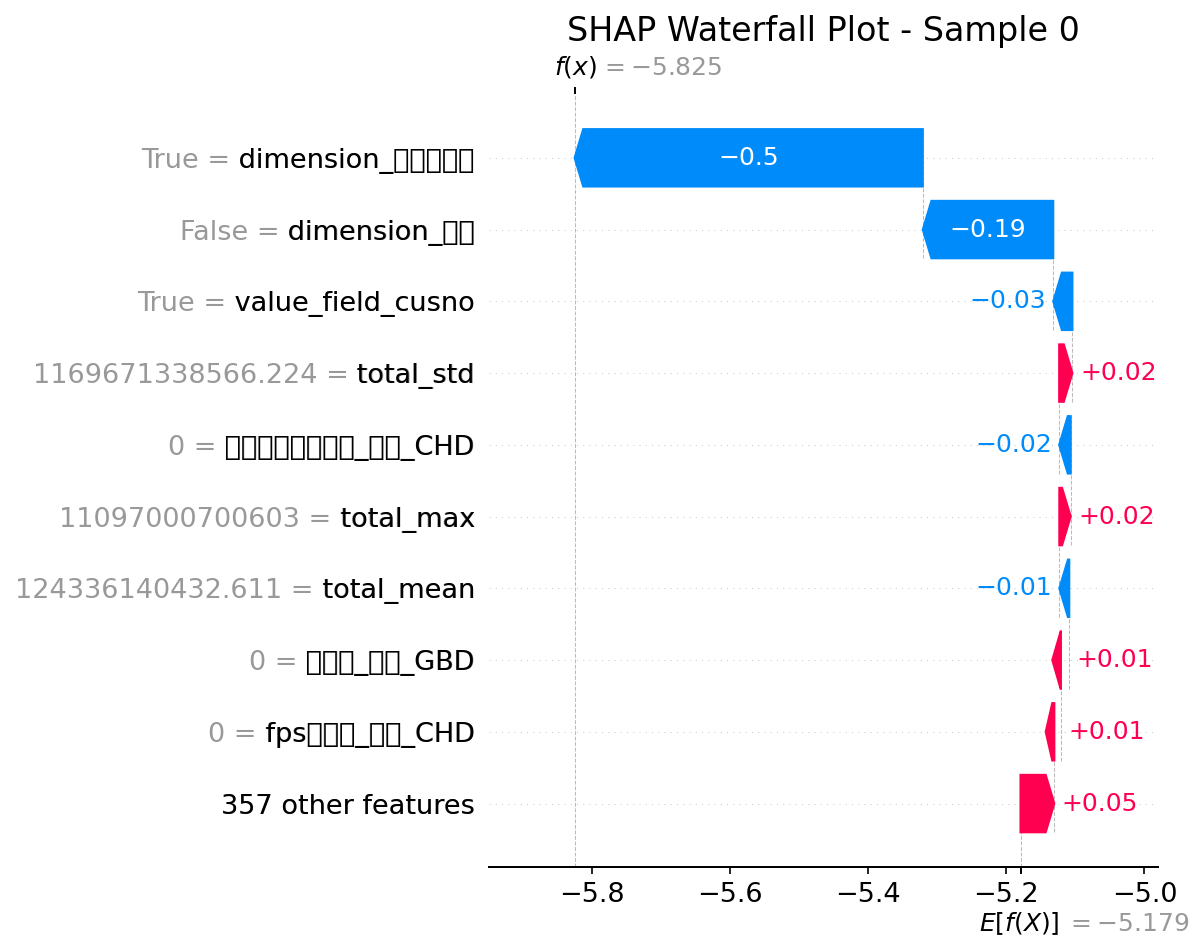 SHAP Waterfall Plot - Sample 0
f(x) = −5.825
True = dimension_□□□□□
−0.5
False = dimension_□□
−0.19
True = value_field_cusno
−0.03
1169671338566.224 = total_std
+0.02
0 = □□□□□□□□_□□_CHD
−0.02
11097000700603 = total_max
+0.02
124336140432.611 = total_mean
−0.01
0 = □□□_□□_GBD
+0.01
0 = fps□□□_□□_CHD
+0.01
357 other features
+0.05
−5.8 −5.6 −5.4 −5.2 −5.0
E[f(X)] = −5.179